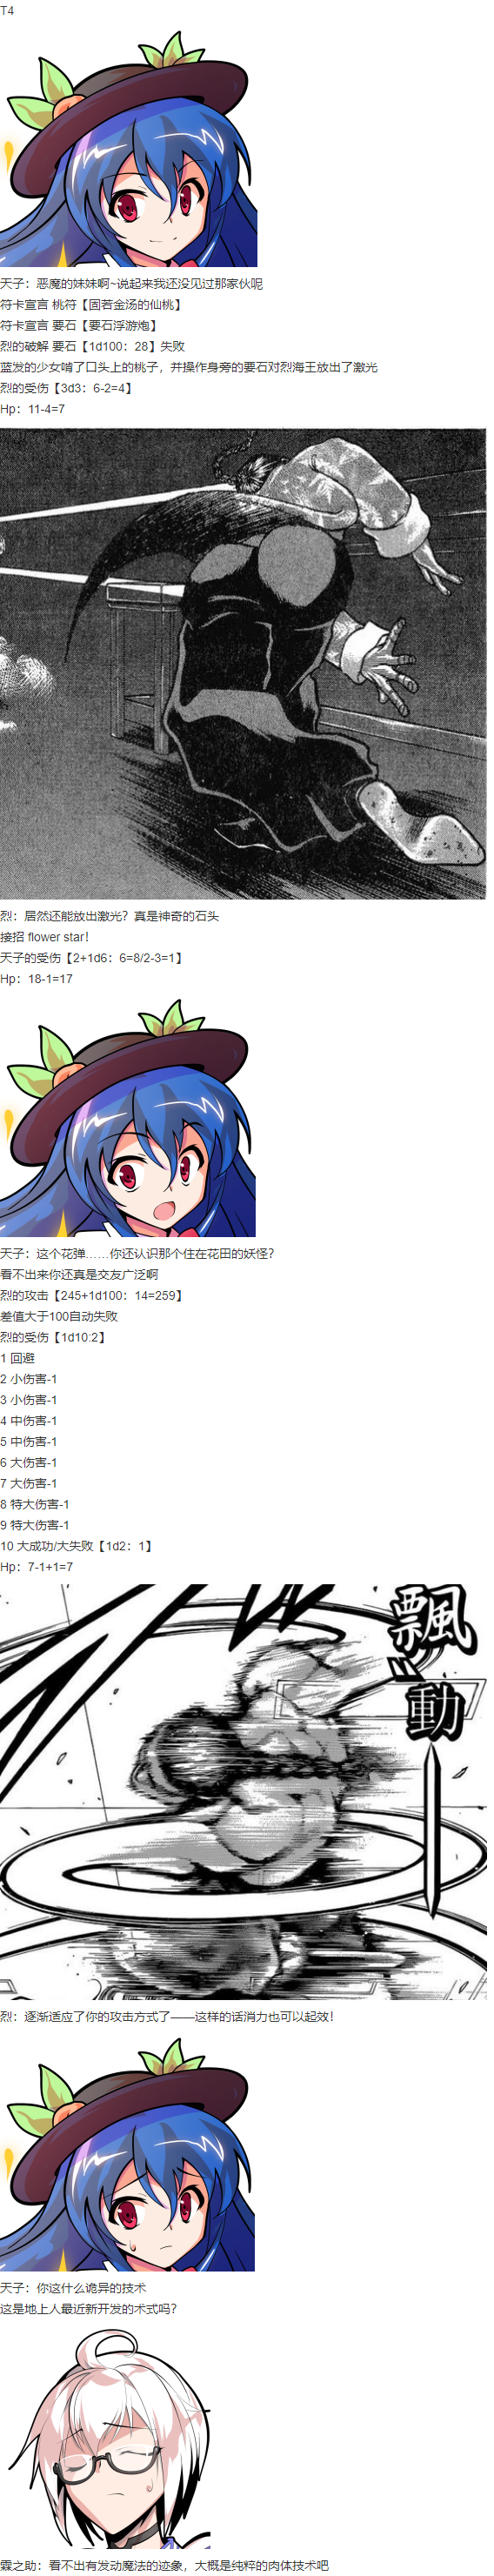 T4
天子：恶魔的妹妹啊~说起来我还没见过那家伙呢
符卡宣言 桃符【固若金汤的仙桃】
符卡宣言 要石【要石浮游炮】
烈的破解 要石【1d100：28】失败
蓝发的少女啃了口头上的桃子，并操作身旁的要石对烈海王放出了激光
烈的受伤【3d3：6-2=4】
Hp：11-4=7
烈：居然还能放出激光？真是神奇的石头
接招 flower star！
天子的受伤【2+1d6：6=8/2-3=1】
Hp：18-1=17
天子：这个花弹……你还认识那个住在花田的妖怪？
看不出来你还真是交友广泛啊
烈的攻击【245+1d100：14=259】
差值大于100自动失败
烈的受伤【1d10:2】
1 回避
2 小伤害-1
3 小伤害-1
4 中伤害-1
5 中伤害-1
6 大伤害-1
7 大伤害-1
8 特大伤害-1
9 特大伤害-1
10 大成功/大失败【1d2：1】
Hp：7-1+1=7
飄動
烈：逐渐适应了你的攻击方式了——这样的话消力也可以起效！
天子：你这什么诡异的技术
这是地上人最近新开发的术式吗？
霖之助：看不出有发动魔法的迹象，大概是纯粹的肉体技术吧